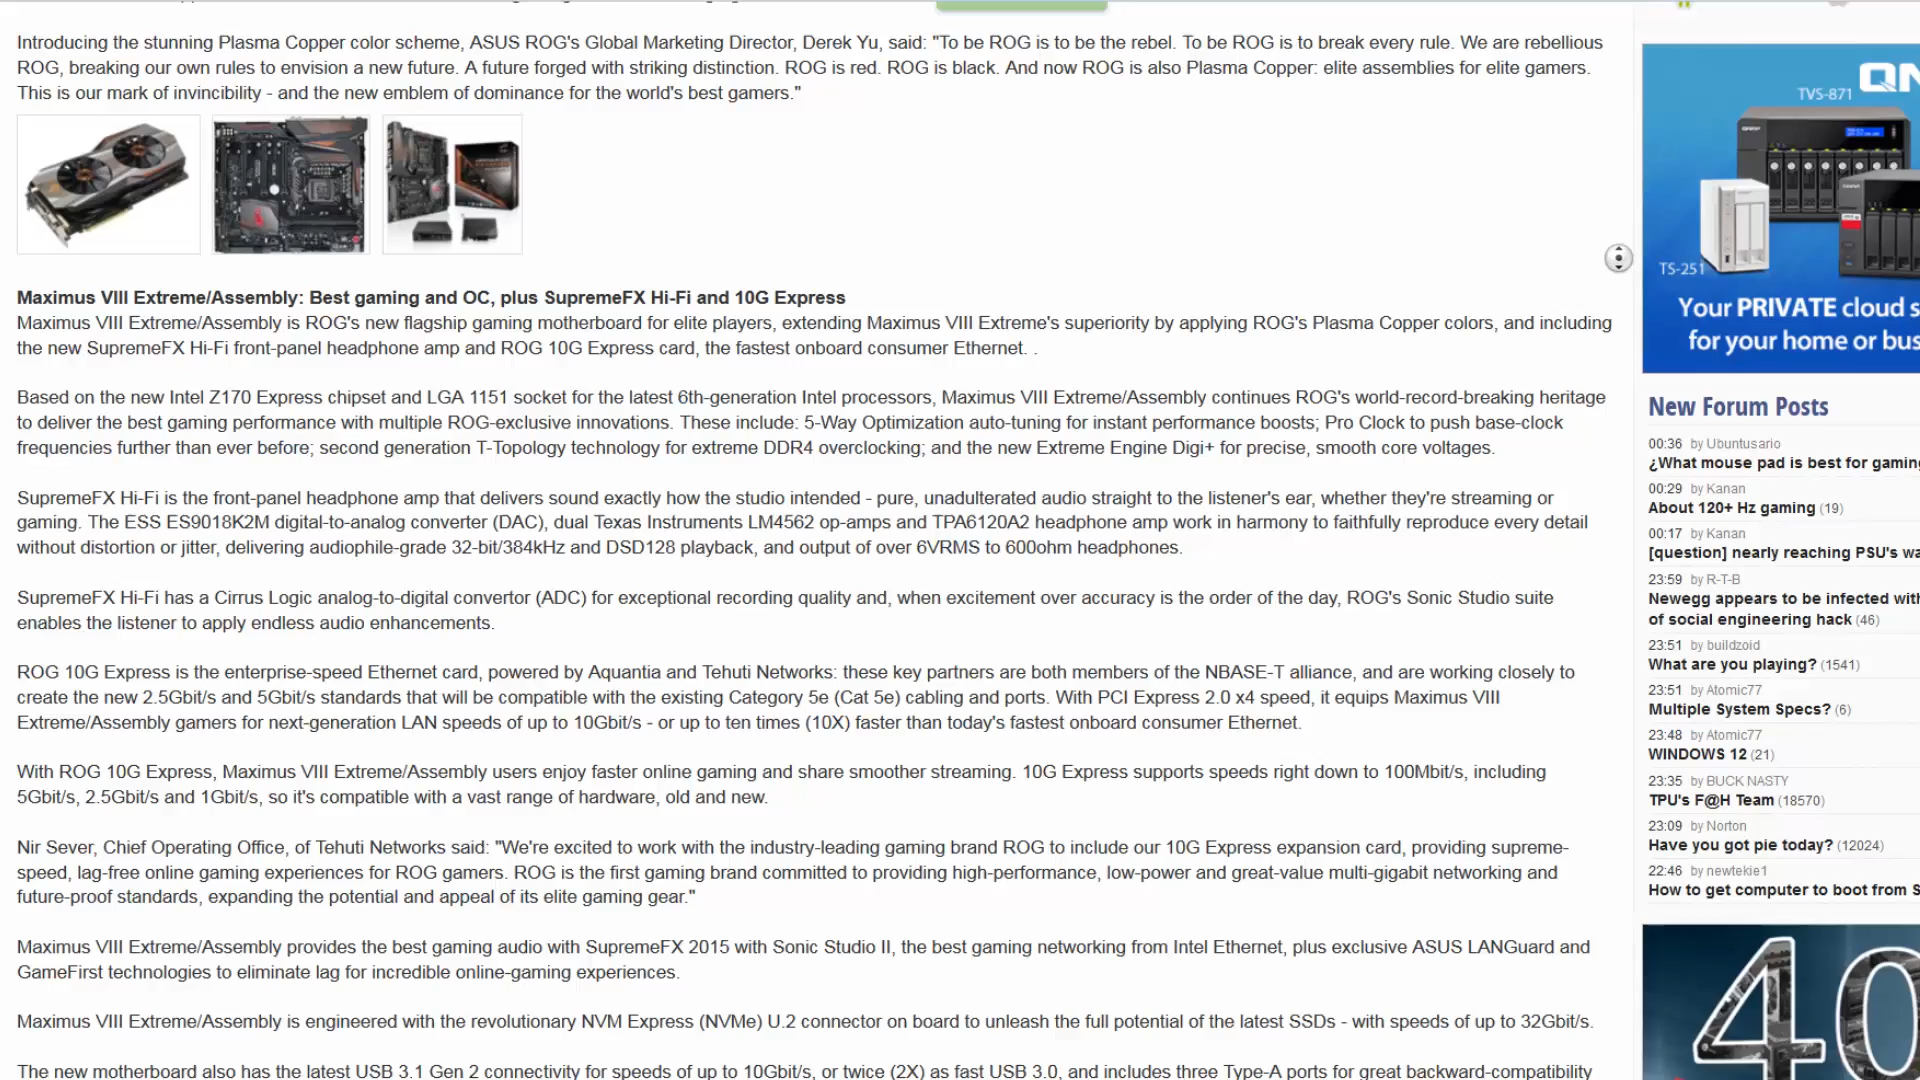 Introducing the stunning Plasma Copper color scheme, ASUS ROG's Global Marketing Director, Derek Yu, said: "To be ROG is to be the rebel. To be ROG is to break every rule. We are rebellious
ROG, breaking our own rules to envision a new future. A future forged with striking distinction. ROG is red. ROG is black. And now ROG is also Plasma Copper: elite assemblies for elite gamers.
This is our mark of invincibility - and the new emblem of dominance for the world's best gamers."
Maximus VIII Extreme/Assembly: Best gaming and OC, plus SupremeFX Hi-Fi and 10G Express
Maximus VIII Extreme/Assembly is ROG's new flagship gaming motherboard for elite players, extending Maximus VIII Extreme's superiority by applying ROG's Plasma Copper colors, and including
the new SupremeFX Hi-Fi front-panel headphone amp and ROG 10G Express card, the fastest onboard consumer Ethernet. .
Based on the new Intel Z170 Express chipset and LGA 1151 socket for the latest 6th-generation Intel processors, Maximus VIII Extreme/Assembly continues ROG's world-record-breaking heritage
to deliver the best gaming performance with multiple ROG-exclusive innovations. These include: 5-Way Optimization auto-tuning for instant performance boosts; Pro Clock to push base-clock
frequencies further than ever before; second generation T-Topology technology for extreme DDR4 overclocking; and the new Extreme Engine Digi+ for precise, smooth core voltages.
SupremeFX Hi-Fi is the front-panel headphone amp that delivers sound exactly how the studio intended - pure, unadulterated audio straight to the listener's ear, whether they're streaming or
gaming. The ESS ES9018K2M digital-to-analog converter (DAC), dual Texas Instruments LM4562 op-amps and TPA6120A2 headphone amp work in harmony to faithfully reproduce every detail
without distortion or jitter, delivering audiophile-grade 32-bit/384kHz and DSD128 playback, and output of over 6VRMS to 600ohm headphones.
SupremeFX Hi-Fi has a Cirrus Logic analog-to-digital convertor (ADC) for exceptional recording quality and, when excitement over accuracy is the order of the day, ROG's Sonic Studio suite
enables the listener to apply endless audio enhancements.
ROG 10G Express is the enterprise-speed Ethernet card, powered by Aquantia and Tehuti Networks: these key partners are both members of the NBASE-T alliance, and are working closely to
create the new 2.5Gbit/s and 5Gbit/s standards that will be compatible with the existing Category 5e (Cat 5e) cabling and ports. With PCI Express 2.0 x4 speed, it equips Maximus VIII
Extreme/Assembly gamers for next-generation LAN speeds of up to 10Gbit/s - or up to ten times (10X) faster than today's fastest onboard consumer Ethernet.
With ROG 10G Express, Maximus VIII Extreme/Assembly users enjoy faster online gaming and share smoother streaming. 10G Express supports speeds right down to 100Mbit/s, including
5Gbit/s, 2.5Gbit/s and 1Gbit/s, so it's compatible with a vast range of hardware, old and new.
Nir Sever, Chief Operating Office, of Tehuti Networks said: "We're excited to work with the industry-leading gaming brand ROG to include our 10G Express expansion card, providing supreme-
speed, lag-free online gaming experiences for ROG gamers. ROG is the first gaming brand committed to providing high-performance, low-power and great-value multi-gigabit networking and
future-proof standards, expanding the potential and appeal of its elite gaming gear."
Maximus VIII Extreme/Assembly provides the best gaming audio with SupremeFX 2015 with Sonic Studio II, the best gaming networking from Intel Ethernet, plus exclusive ASUS LANGuard and
GameFirst technologies to eliminate lag for incredible online-gaming experiences.
Maximus VIII Extreme/Assembly is engineered with the revolutionary NVM Express (NVMe) U.2 connector on board to unleash the full potential of the latest SSDs - with speeds of up to 32Gbit/s.
The new motherboard also has the latest USB 3.1 Gen 2 connectivity for speeds of up to 10Gbit/s, or twice (2X) as fast USB 3.0, and includes three Type-A ports for great backward-compatibility
QN
TVS-871
TS-251
Your PRIVATE cloud s
for your home or bus
New Forum Posts
00:36 by Ubuntusario
¿What mouse pad is best for gaming
00:29 by Kanan
About 120+ Hz gaming (19)
00:17 by Kanan
[question] nearly reaching PSU's wa
23:59 by R-T-B
Newegg appears to be infected with
of social engineering hack (46)
23:51 by buildzoid
What are you playing? (1541)
23:51 by Atomic77
Multiple System Specs? (6)
23:48 by Atomic77
WINDOWS 12 (21)
23:35 by BUCK NASTY
TPU's F@H Team (18570)
23:09 by Norton
Have you got pie today? (12024)
22:46 by newtekie1
How to get computer to boot from S
40